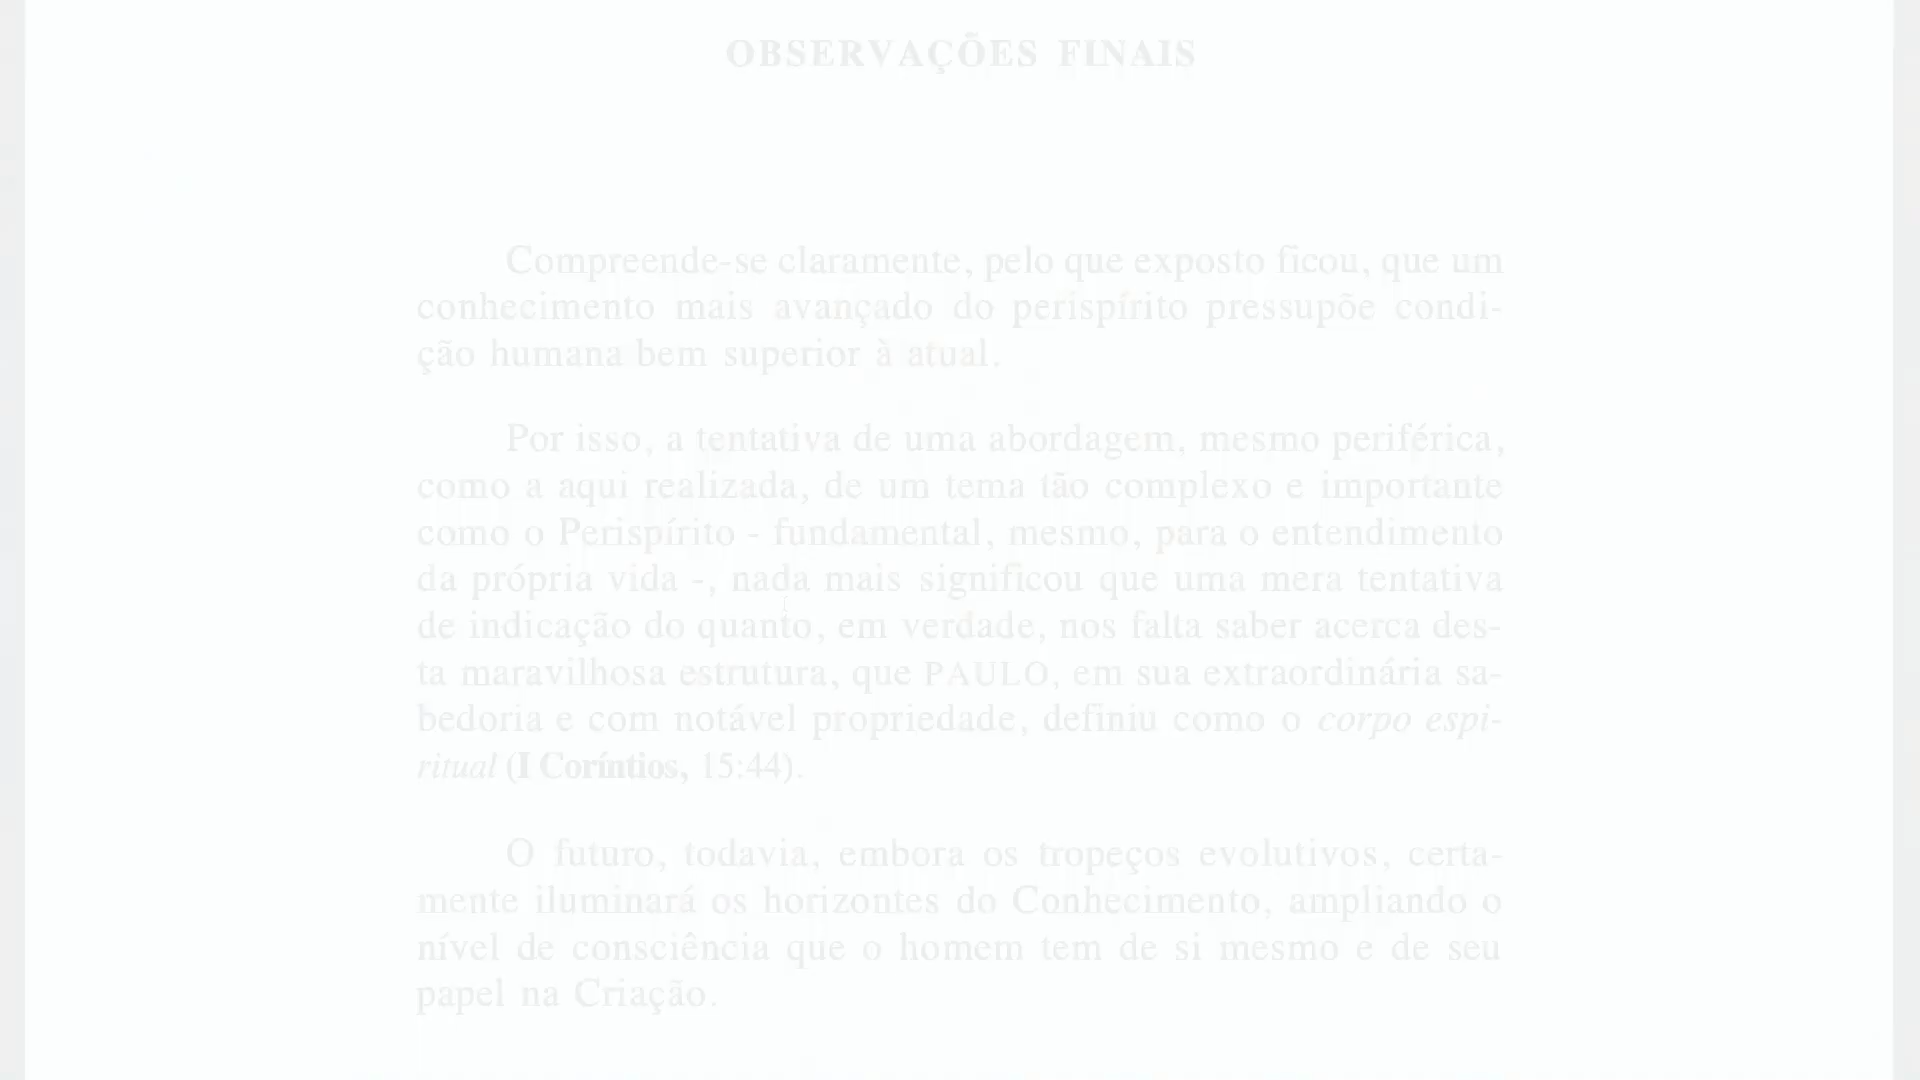 OBSERVAÇÕES FINAIS
Compreende-se claramente, pelo que exposto ficou, que um
conhecimento mais avançado do perispírito pressupõe condi-
ção humana bem superior à atual.
Por isso, a tentativa de uma abordagem, mesmo periférica,
como a aqui realizada, de um tema tão complexo e importante
como o Perispírito - fundamental, mesmo, para o entendimento
da própria vida -, nada mais significou que uma mera tentativa
de indicação do quanto, em verdade, nos falta saber acerca des-
ta maravilhosa estrutura, que PAULO, em sua extraordinária sa-
bedoria e com notável propriedade, definiu como o corpo espi-
ritual (I Coríntios, 15:44).
O futuro, todavia, embora os tropeços evolutivos, certa-
mente iluminará os horizontes do Conhecimento, ampliando o
nível de consciência que o homem tem de si mesmo e de seu
papel na Criação.